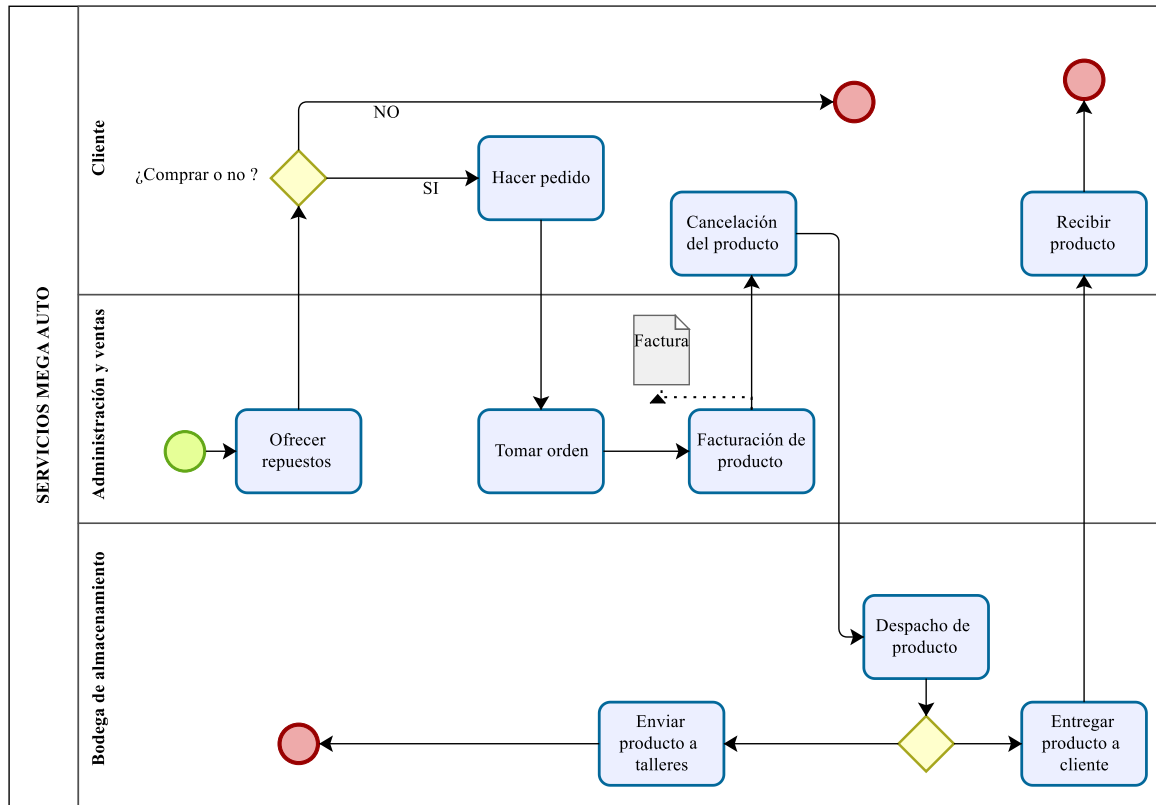 SERVICIOS MEGA AUTO
Cliente
NO
¿Comprar o no ?
SI
Hacer pedido
Cancelación
del producto
Recibir
producto
Administración y ventas
Factura
Ofrecer
repuestos
Tomar orden
Facturación de
producto
Bodega de almacenamiento
Despacho de
producto
Enviar
producto a
talleres
Entregar
producto a
cliente